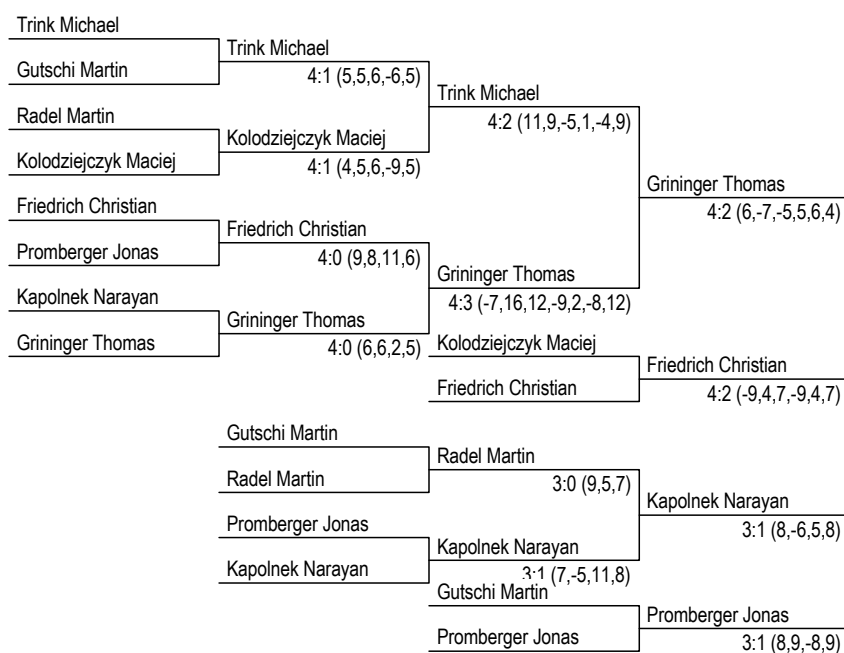 Trink Michael
Trink Michael
Gutschi Martin
4:1 (5,5,6,-6,5)
Trink Michael
Radel Martin
4:2 (11,9,-5,1,-4,9)
Kolodziejczyk Maciej
Kolodziejczyk Maciej
4:1 (4,5,6,-9,5)
Grininger Thomas
Friedrich Christian
4:2 (6,-7,-5,5,6,4)
Friedrich Christian
Promberger Jonas
4:0 (9,8,11,6)
Grininger Thomas
Kapolnek Narayan
4:3 (-7,16,12,-9,2,-8,12)
Grininger Thomas
Grininger Thomas
4:0 (6,6,2,5)
Kolodziejczyk Maciej
Friedrich Christian
Friedrich Christian
4:2 (-9,4,7,-9,4,7)
Gutschi Martin
Radel Martin
Radel Martin
3:0 (9,5,7)
Kapolnek Narayan
Promberger Jonas
3:1 (8,-6,5,8)
Kapolnek Narayan
Kapolnek Narayan
3:1 (7,-5,11,8)
Gutschi Martin
Promberger Jonas
Promberger Jonas
3:1 (8,9,-8,9)